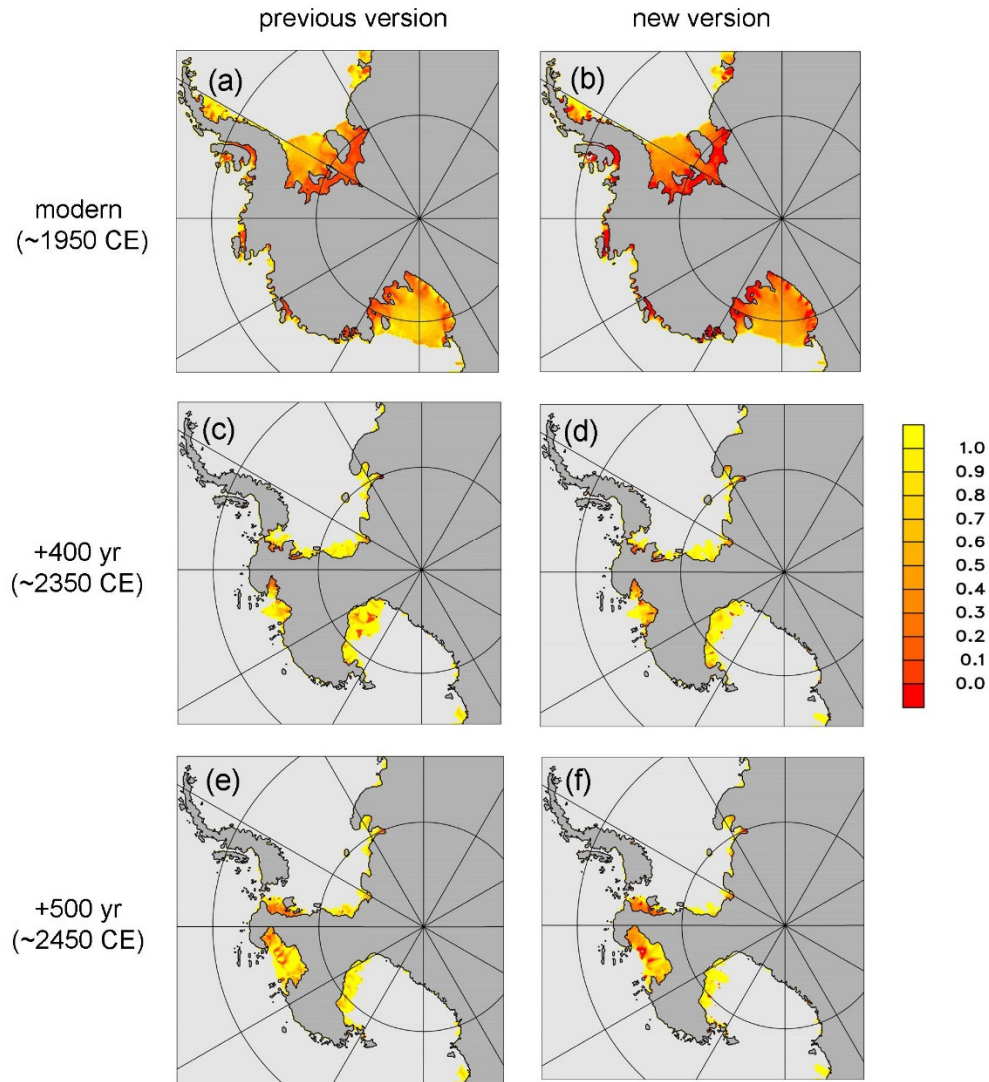 previous version
new version
(a)
(b)
modern
(~1950 CE)
(c)
(d)
+400 yr
(~2350 CE)
1.0
0.9
0.8
0.7
0.6
0.5
0.4
0.3
0.2
0.1
0.0
(e)
(f)
+500 yr
(~2450 CE)